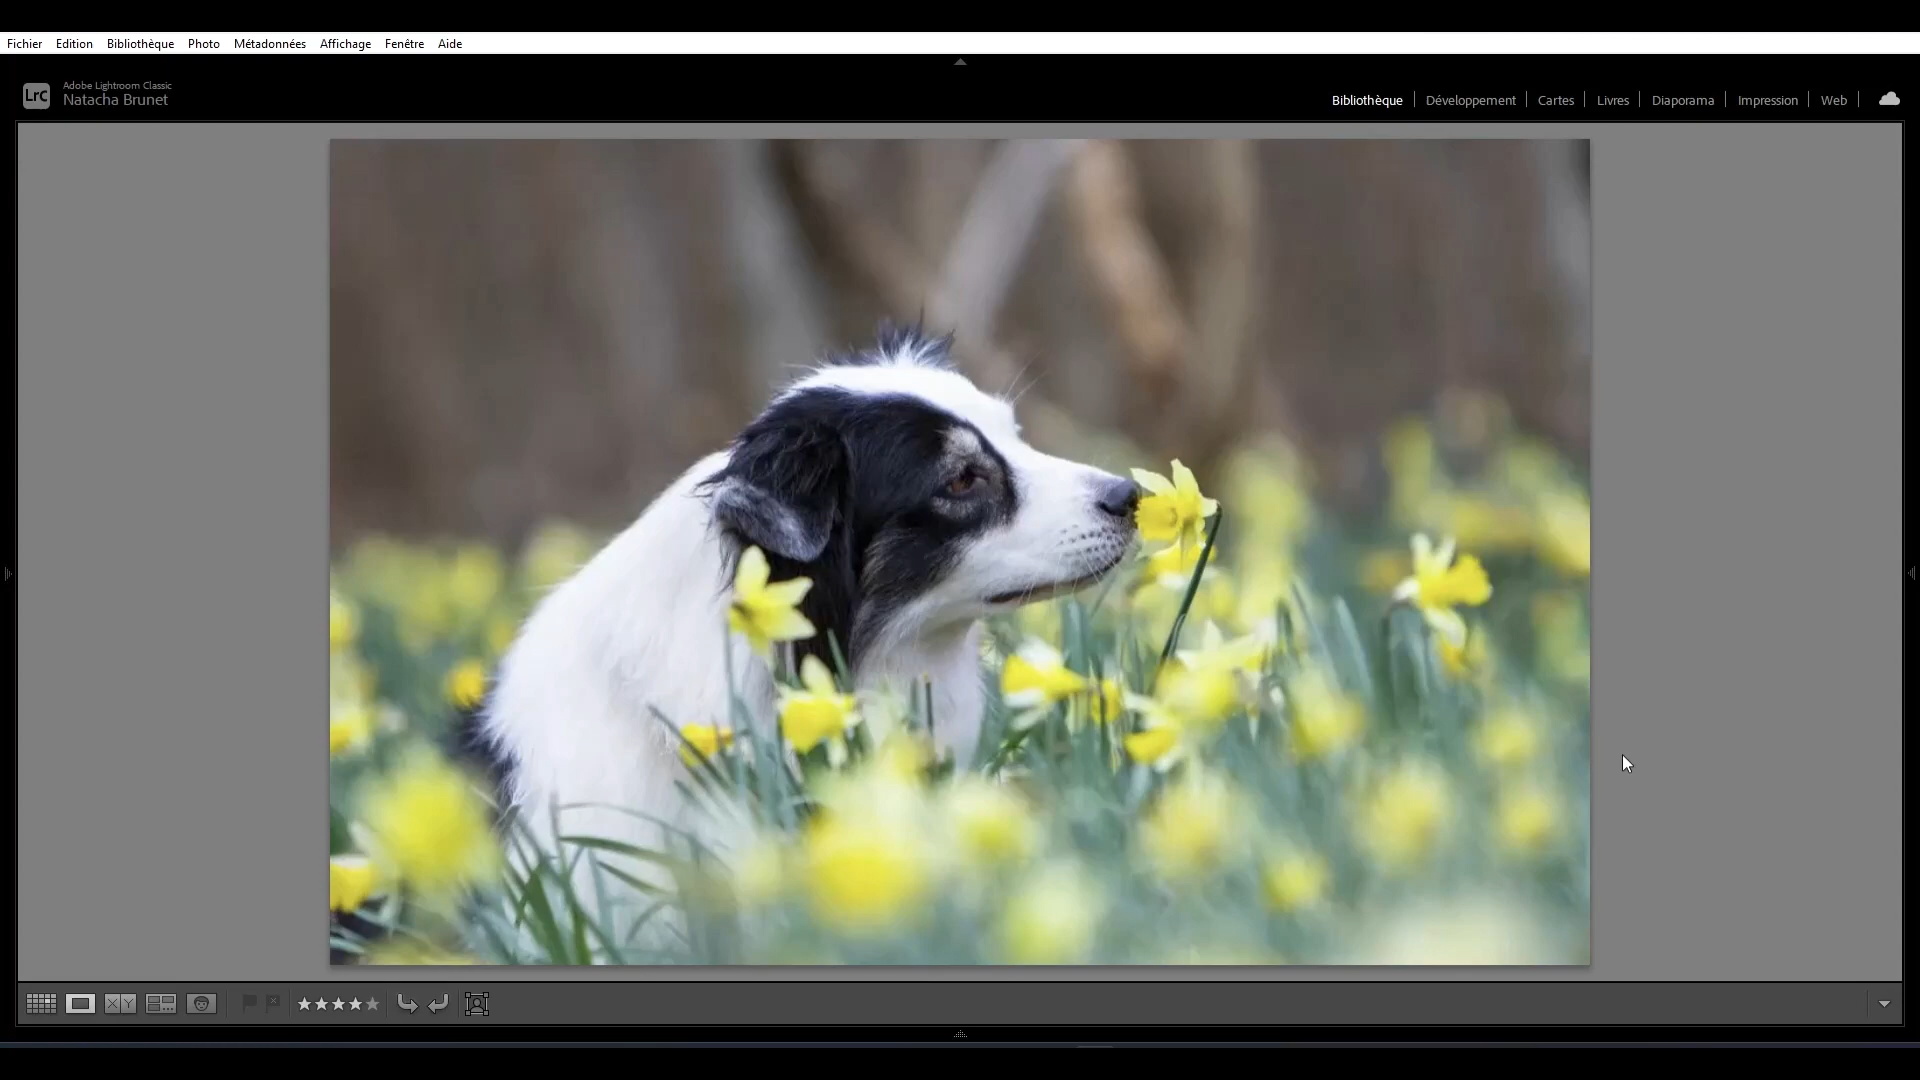 Fichier Edition Bibliothèque Photo Métadonnées Affichage Fenêtre Aide
LrC
Adobe Lightroom Classic
Natacha Brunet
Bibliothèque | Développement | Cartes | Livres | Diaporama | Impression | Web |
XY